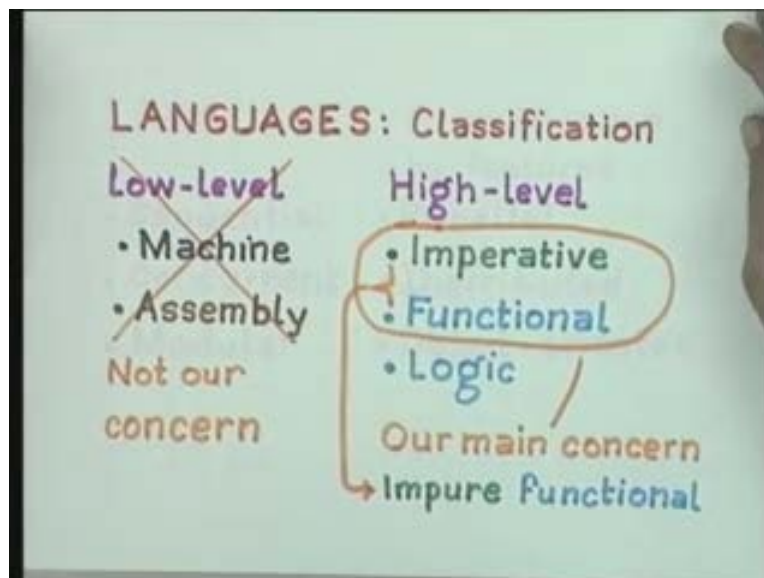 LANGUAGES: Classification
Low-level
• Machine
• Assembly
Not our
concern
High-level
• Imperative
• Functional
• Logic
Our main concern
Impure Functional